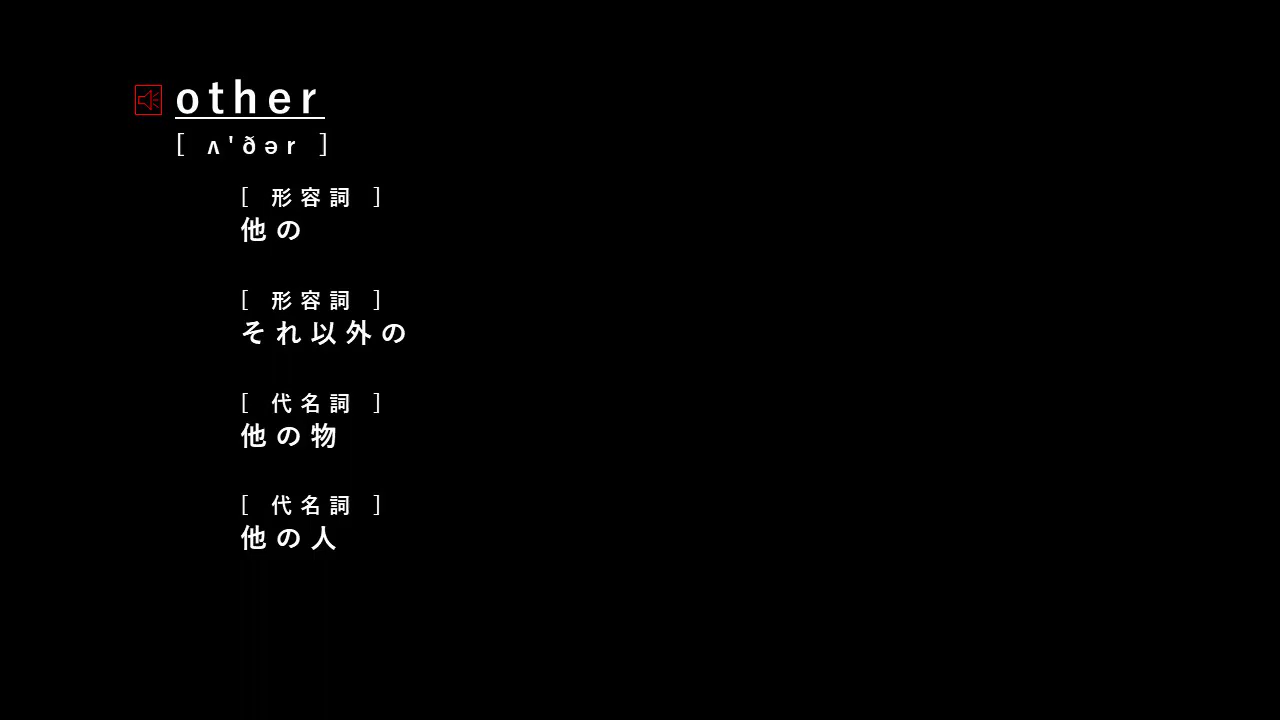 other
[ ʌ'ðər ]
[ 形容詞 ]
他の
[ 形容詞 ]
それ以外の
[ 代名詞 ]
他の物
[ 代名詞 ]
他の人